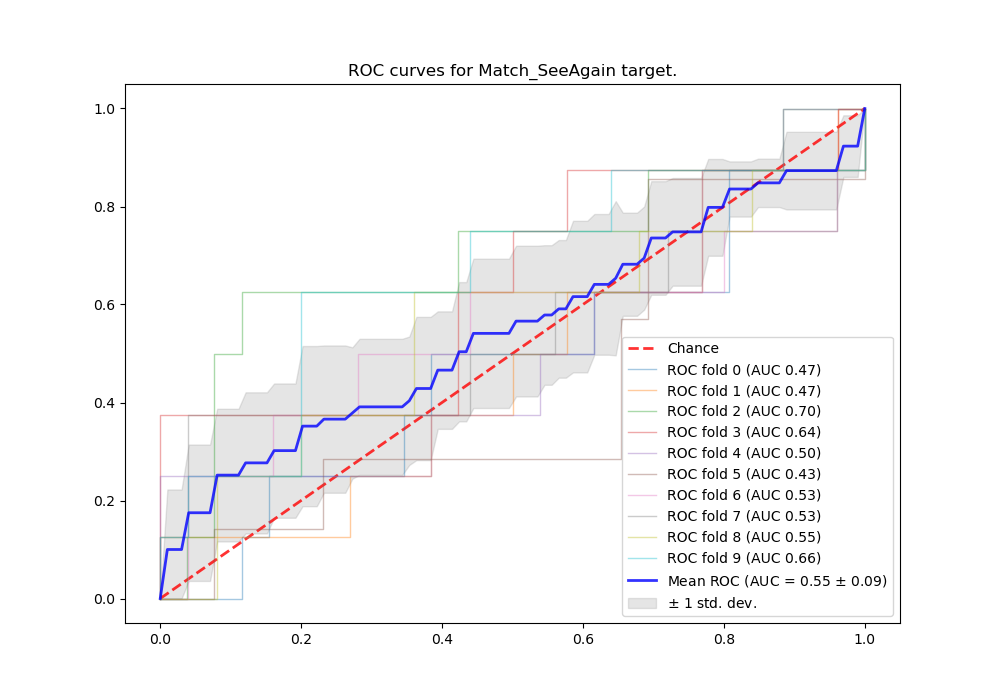 ROC curves for Match_SeeAgain target.
1.0
0.8
0.6
0.4
0.2
0.0
0.0 0.2 0.4 0.6 0.8 1.0
Chance
ROC fold 0 (AUC 0.47)
ROC fold 1 (AUC 0.47)
ROC fold 2 (AUC 0.70)
ROC fold 3 (AUC 0.64)
ROC fold 4 (AUC 0.50)
ROC fold 5 (AUC 0.43)
ROC fold 6 (AUC 0.53)
ROC fold 7 (AUC 0.53)
ROC fold 8 (AUC 0.55)
ROC fold 9 (AUC 0.66)
Mean ROC (AUC = 0.55 ± 0.09)
± 1 std. dev.